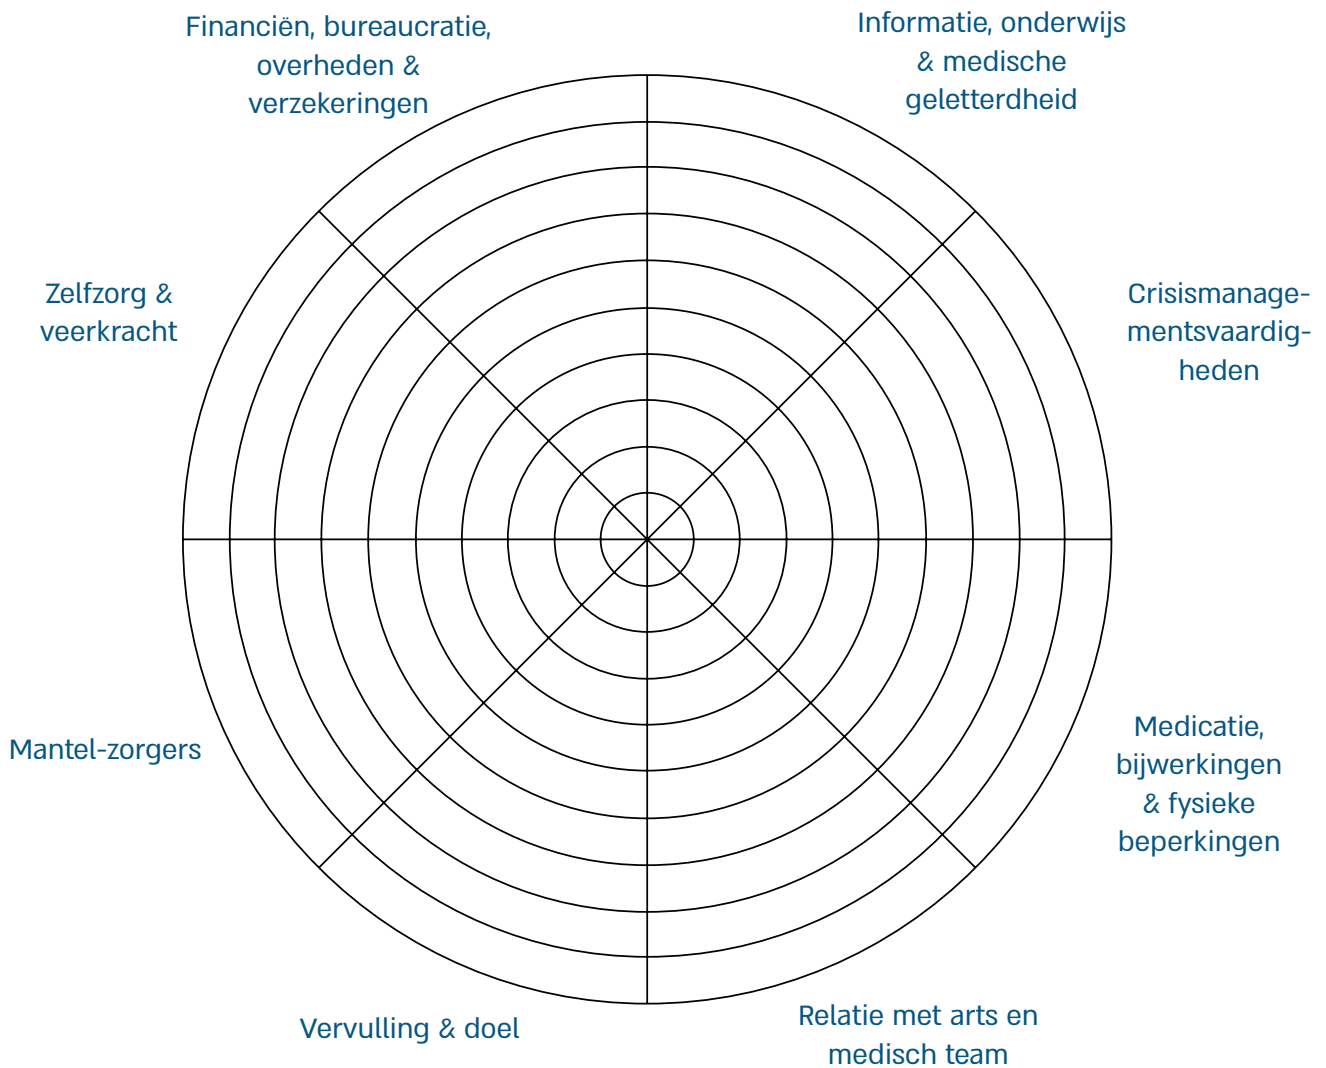 Financiën, bureaucratie,
overheden &
verzekeringen
Informatie, onderwijs
& medische
geletterdheid
Zelfzorg &
veerkracht
Crisismanage-
mentsvaardig-
heden
Mantel-zorgers
Medicatie,
bijwerkingen
& fysieke
beperkingen
Vervulling & doel
Relatie met arts en
medisch team